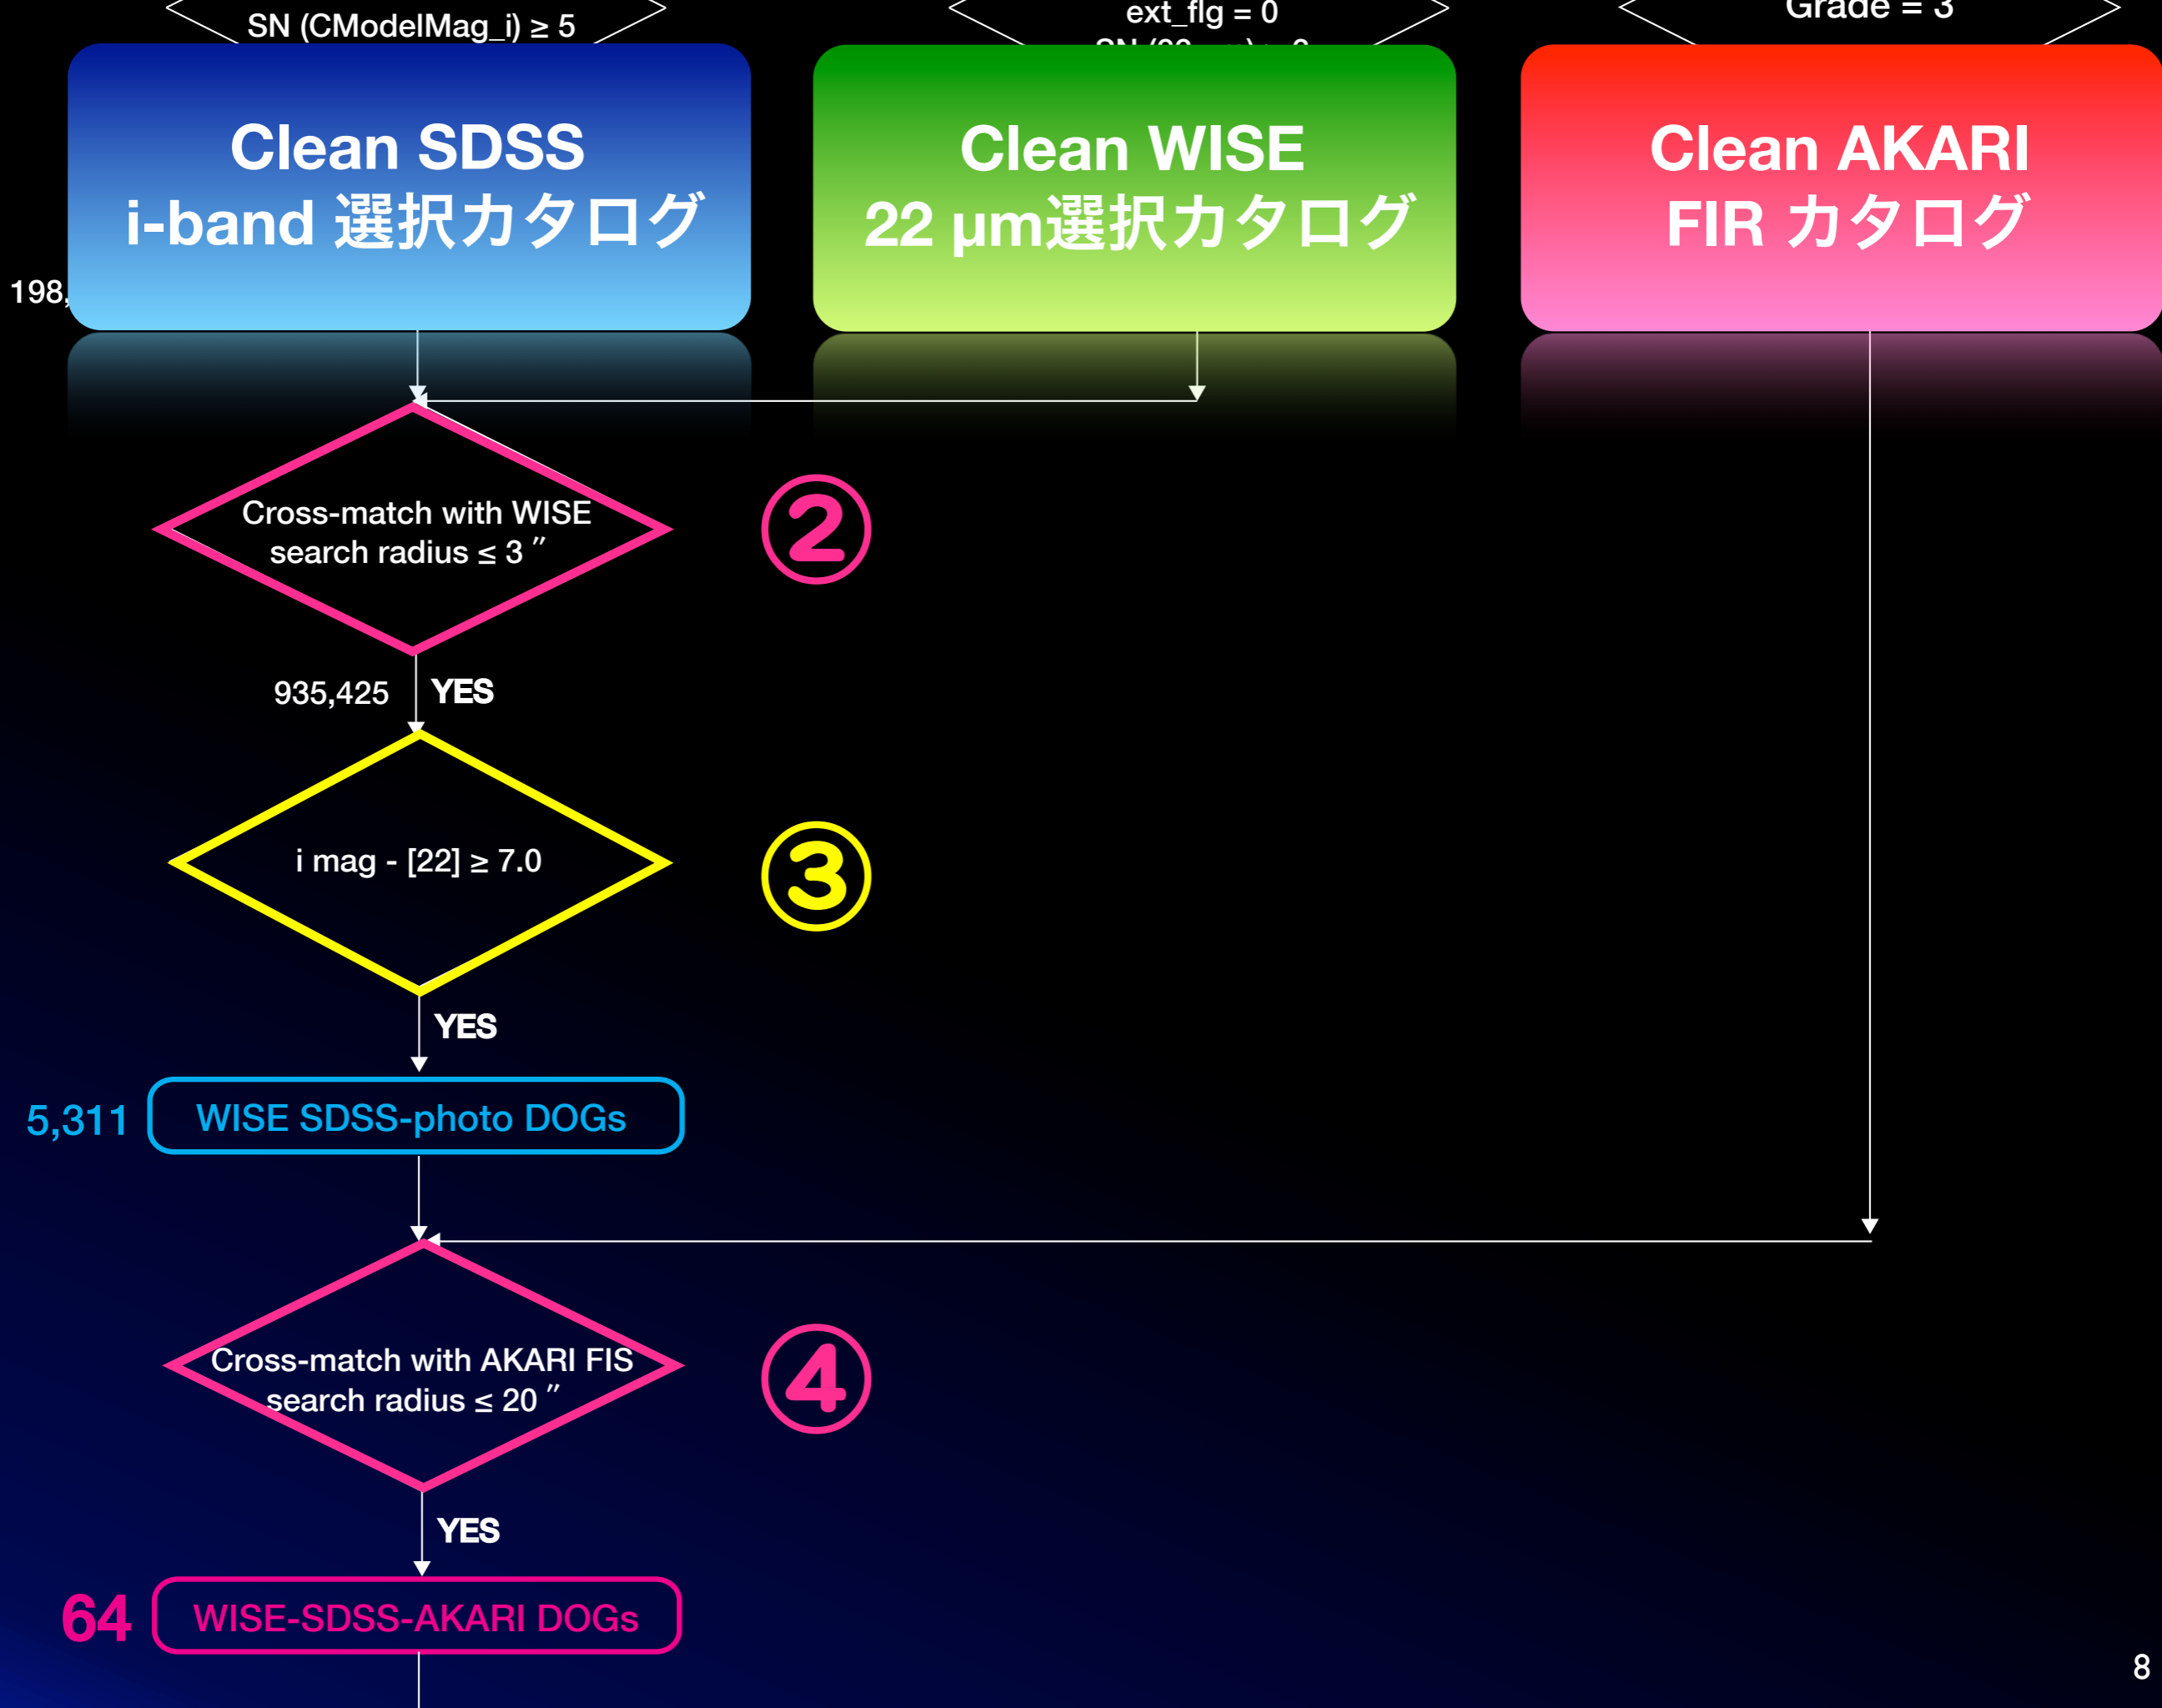 SN (CModelMag_i) ≥ 5
ext_flg = 0
Grade = 3
Clean SDSS
i-band 選択カタログ
Clean WISE
22 μm選択カタログ
Clean AKARI
FIR カタログ
198,
Cross-match with WISE
search radius ≤ 3 ″
②
935,425
YES
i mag - [22] ≥ 7.0
③
YES
5,311
WISE SDSS-photo DOGs
Cross-match with AKARI FIS
search radius ≤ 20 ″
④
YES
64
WISE-SDSS-AKARI DOGs
8